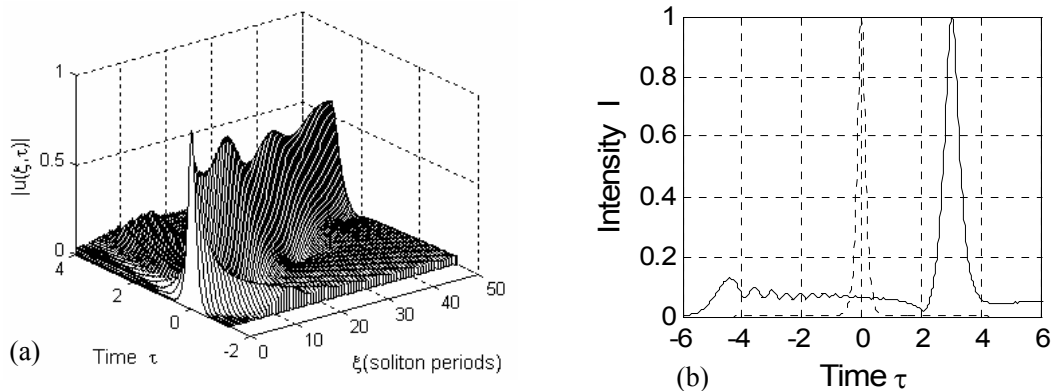 1
0.5
0
|u(ξ,τ)|
4
2
0
-2
Time τ
0
10
20
30
40
50
ξ(soliton periods)
(a)
1
0.8
0.6
0.4
0.2
0
Intensity I
-6 -4 -2 0 2 4 6
Time τ
(b)